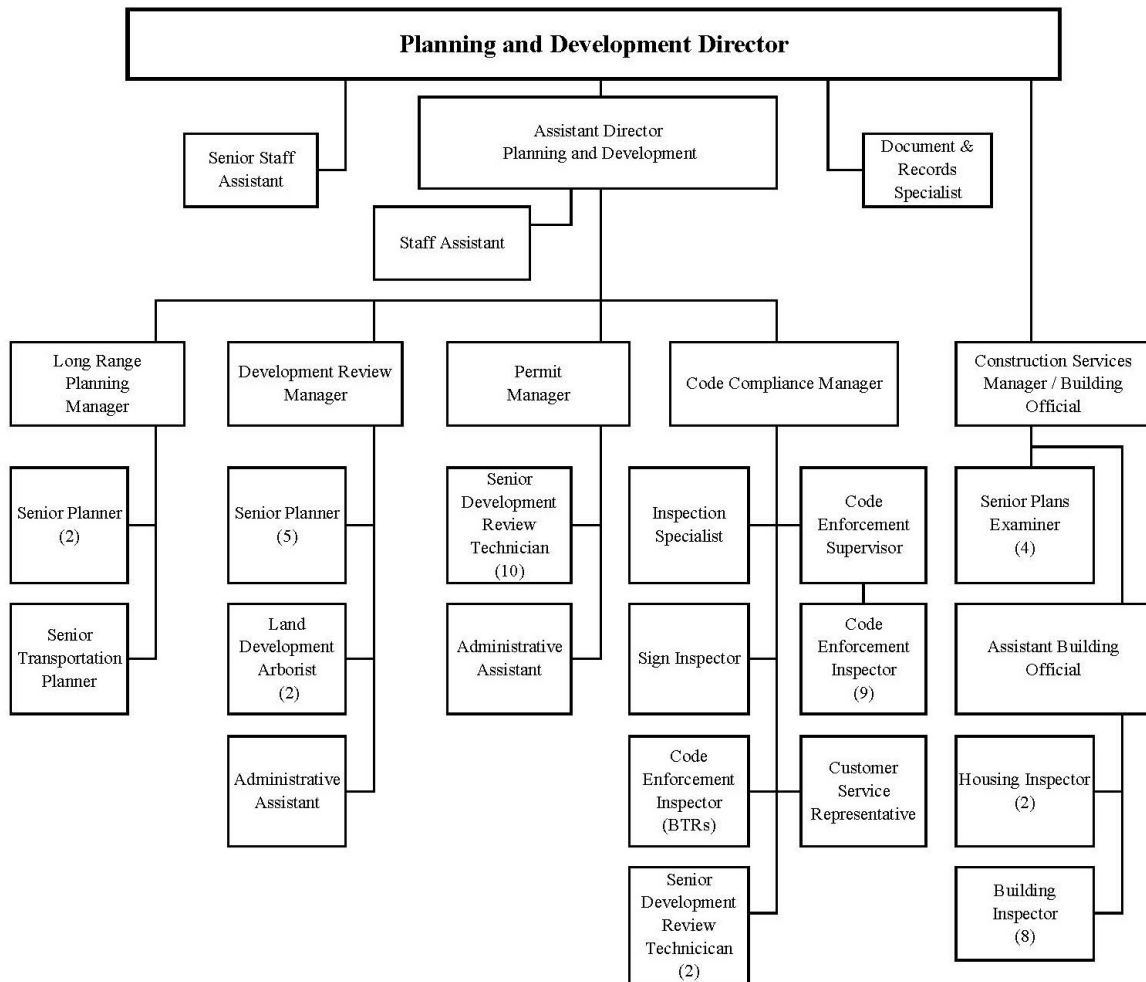 Planning and Development Director
Senior Staff
Assistant
Assistant Director
Planning and Development
Document &
Records
Specialist
Staff Assistant
Long Range
Planning
Manager
Development Review
Manager
Permit
Manager
Code Compliance Manager
Construction Services
Manager / Building
Official
Senior Planner
(2)
Senior Planner
(5)
Senior
Development
Review
Technician
(10)
Inspection
Specialist
Code
Enforcement
Supervisor
Senior Plans
Examiner
(4)
Senior
Transportation
Planner
Land
Development
Arborist
(2)
Administrative
Assistant
Sign Inspector
Code
Enforcement
Inspector
(9)
Assistant Building
Official
Administrative
Assistant
Code
Enforcement
Inspector
(BTRs)
Customer
Service
Representative
Housing Inspector
(2)
Senior
Development
Review
Technicican
(2)
Building
Inspector
(8)